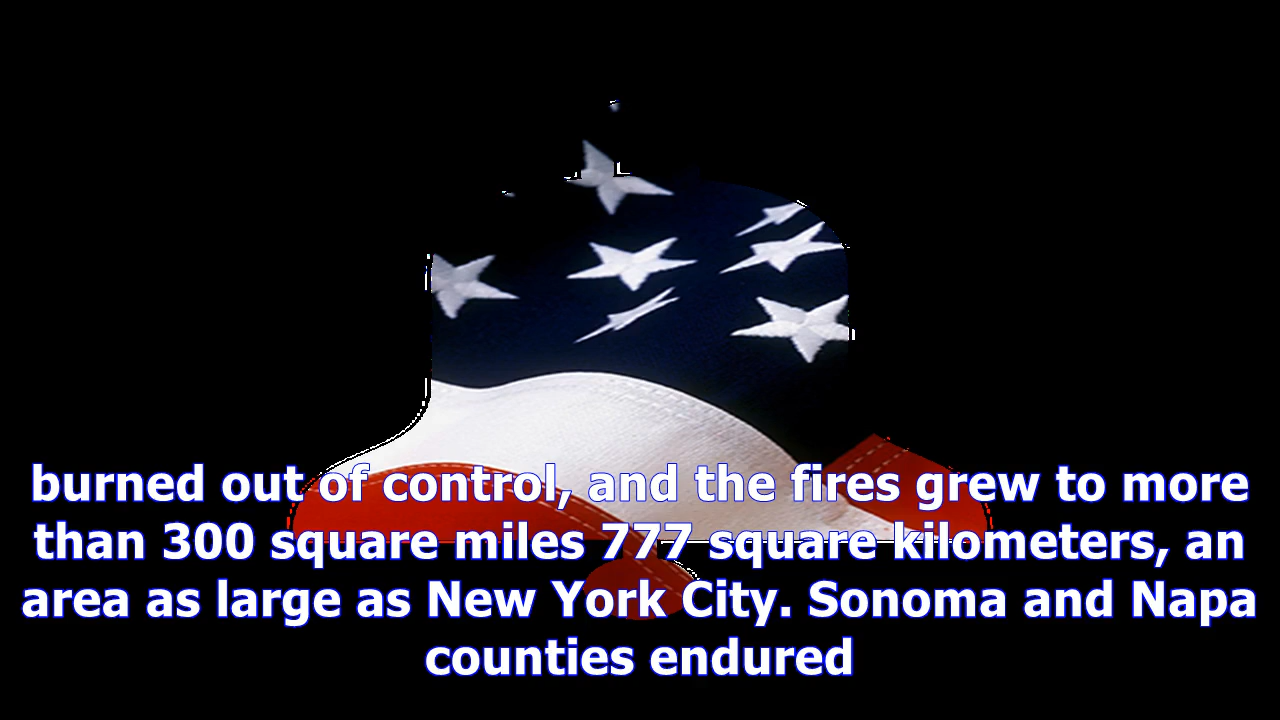 burned out of control, and the fires grew to more
than 300 square miles 777 square kilometers, an
area as large as New York City. Sonoma and Napa
counties endured